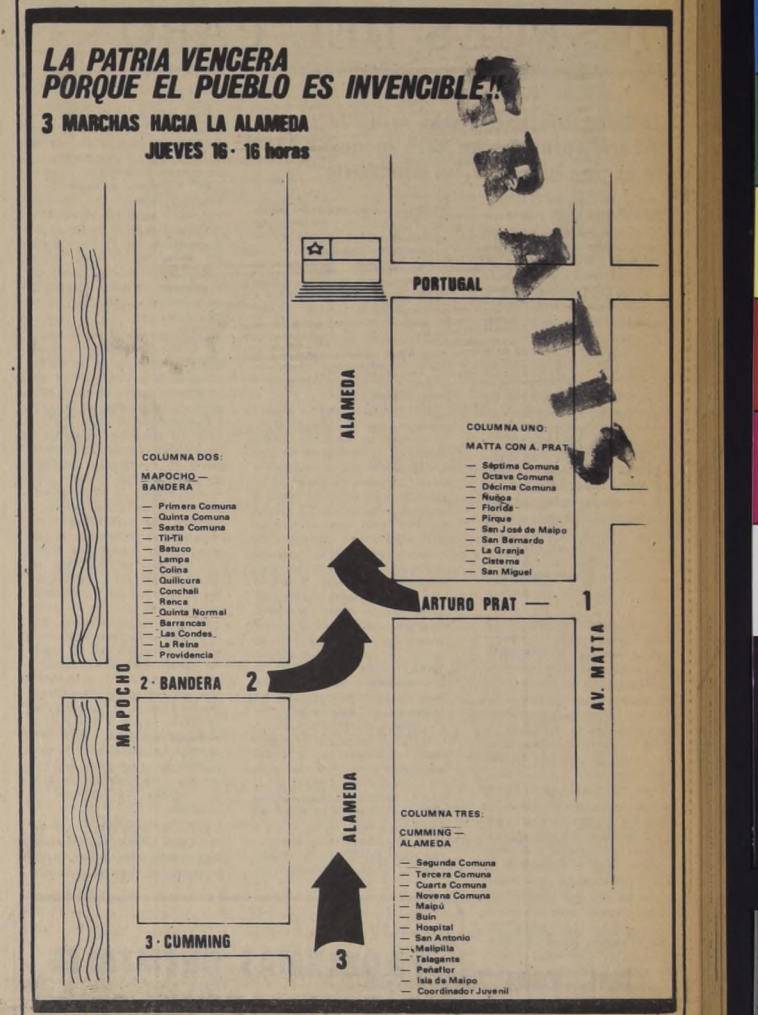 LA PATRIA VENCERA
PORQUE EL PUEBLO ES INVENCIBLE!!
3 MARCHAS HACIA LA ALAMEDA
JUEVES 16 · 16 horas
GRATIS
PORTUGAL
ALAMEDA
COLUMNA UNO:
MATTA CON A. PRAT
— Séptima Comuna
— Octava Comuna
— Décima Comuna
— Ñuñoa
— Florida
— Pirque
— San José de Maipo
— San Bernardo
— La Granja
— Cisterna
— San Miguel
COLUMNA DOS:
MAPOCHO —
BANDERA
— Primera Comuna
— Quinta Comuna
— Sexta Comuna
— Til-Til
— Batuco
— Lampa
— Colina
— Quilicura
— Conchalí
— Renca
— Quinta Normal
— Barrancas
— Las Condes
— La Reina
— Providencia
ARTURO PRAT — 1
AV. MATTA
MAPOCHO
2 · BANDERA 2
ALAMEDA
COLUMNA TRES:
CUMMING —
ALAMEDA
— Segunda Comuna
— Tercera Comuna
— Cuarta Comuna
— Novena Comuna
— Maipú
— Buin
— Hospital
— San Antonio
— Melipilla
— Talagante
— Peñaflor
— Isla de Maipo
— Coordinador Juvenil
3 · CUMMING
3